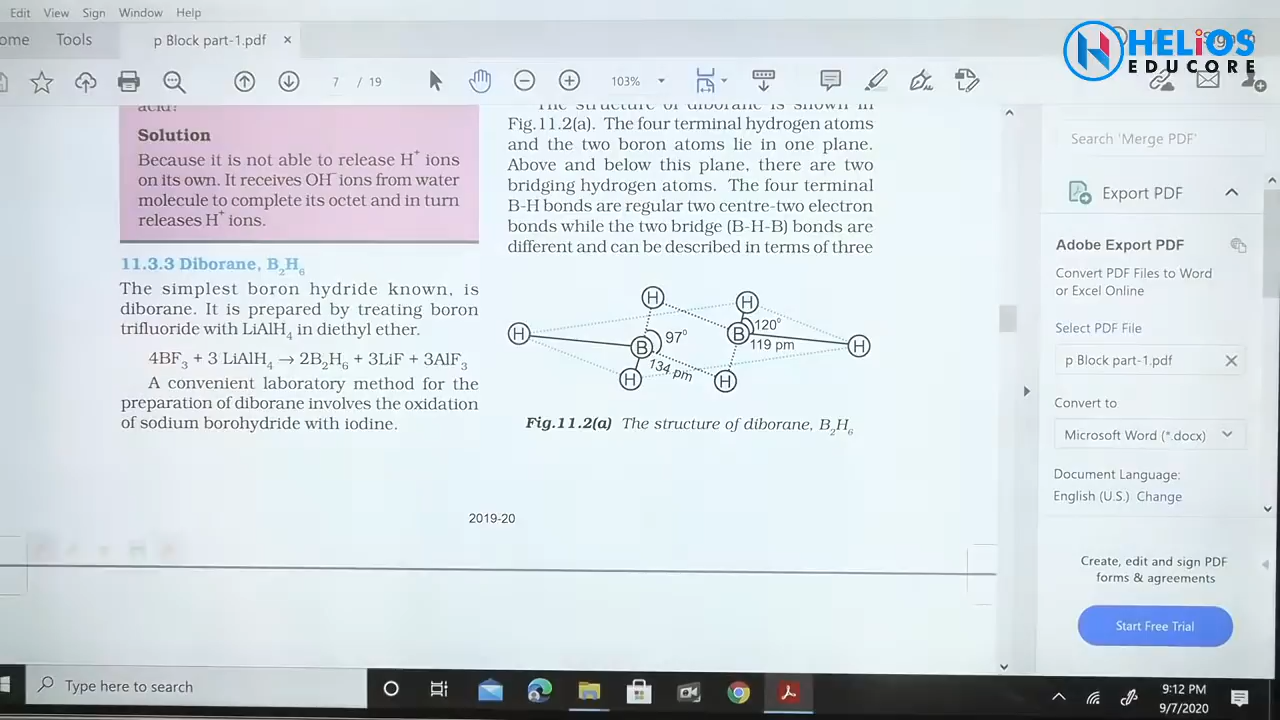 Edit View Sign Window Help
ome Tools p Block part-1.pdf ×
HELiOS
EDUCORE
7 / 19 103%
acid?
Solution
Because it is not able to release H+ ions
on its own. It receives OH- ions from water
molecule to complete its octet and in turn
releases H+ ions.
11.3.3 Diborane, B2H6
The simplest boron hydride known, is
diborane. It is prepared by treating boron
trifluoride with LiAlH4 in diethyl ether.
4BF3 + 3 LiAlH4 → 2B2H6 + 3LiF + 3AlF3
A convenient laboratory method for the
preparation of diborane involves the oxidation
of sodium borohydride with iodine.
The structure of diborane is shown in
Fig.11.2(a). The four terminal hydrogen atoms
and the two boron atoms lie in one plane.
Above and below this plane, there are two
bridging hydrogen atoms. The four terminal
B-H bonds are regular two centre-two electron
bonds while the two bridge (B-H-B) bonds are
different and can be described in terms of three
H H
H B 97° B 120°
119 pm H
134 pm
H H
Fig.11.2(a) The structure of diborane, B2H6
2019-20
Search 'Merge PDF'
Export PDF
Adobe Export PDF
Convert PDF Files to Word
or Excel Online
Select PDF File
p Block part-1.pdf ×
Convert to
Microsoft Word (*.docx)
Document Language:
English (U.S.) Change
Create, edit and sign PDF
forms & agreements
Start Free Trial
Type here to search
9:12 PM
9/7/2020